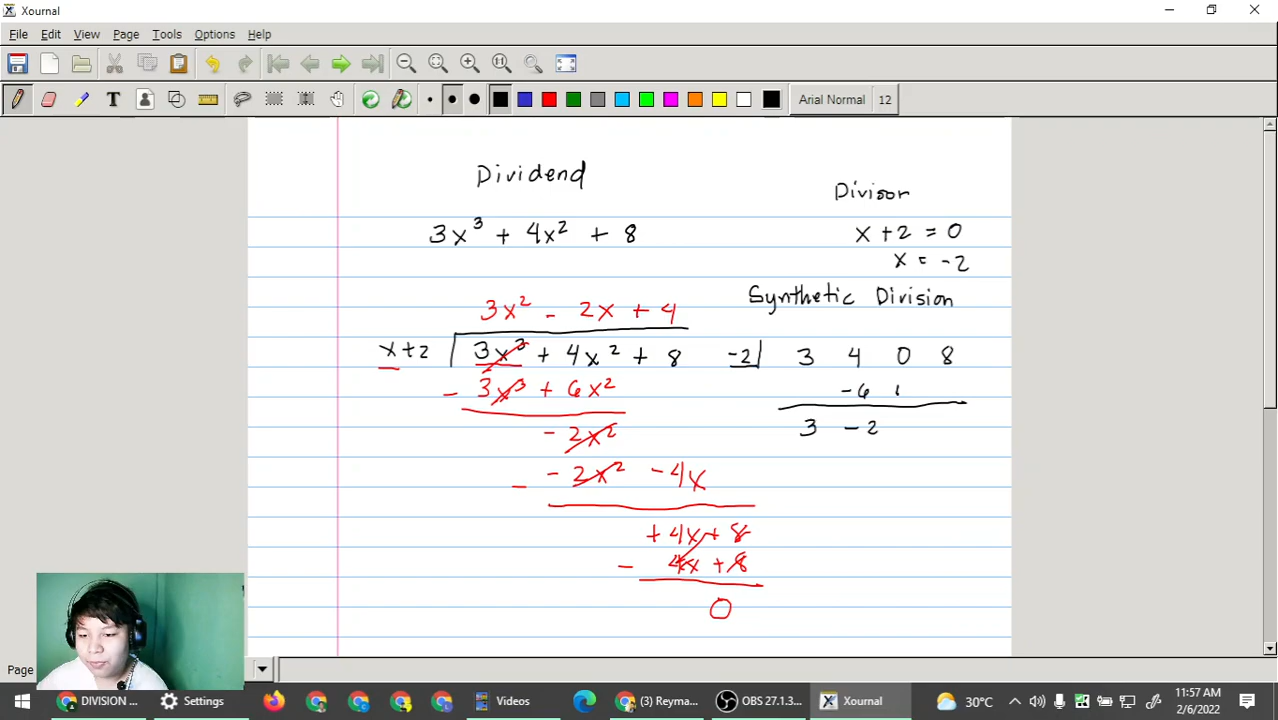 Xournal
File Edit View Page Tools Options Help
Arial Normal 12
Dividend
3x³ + 4x² + 8
Divisor
x + 2 = 0
x = -2
3x² - 2x + 4
x+2 3x³ + 4x² + 8
- 3x³ + 6x²
- 2x²
- - 2x² - 4x
+ 4x + 8
- 4x + 8
0
Synthetic Division
-2 3 4 0 8
-6
3 -2
Page
DIVISION ... Settings Videos (3) Reyma... OBS 27.1.3... Xournal 30°C 11:57 AM
2/6/2022